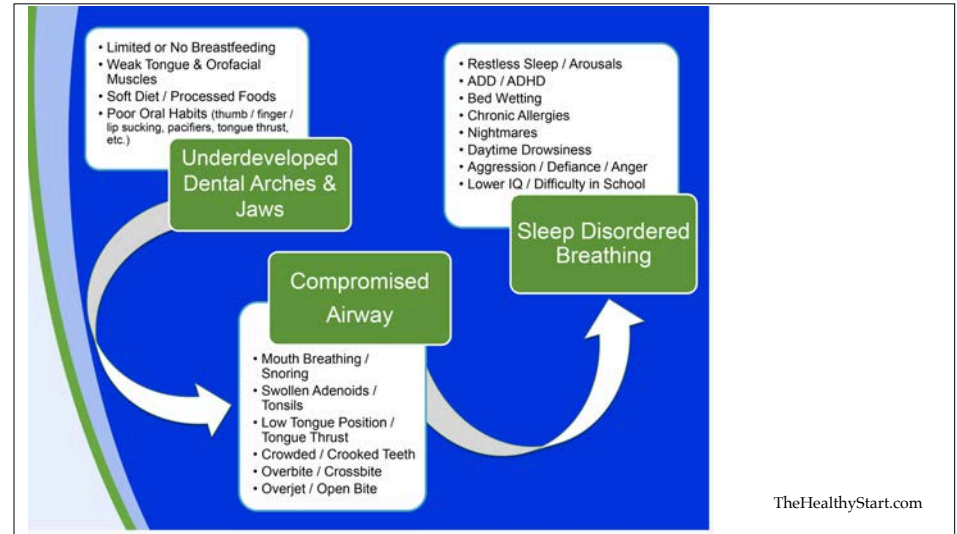 • Limited or No Breastfeeding
• Weak Tongue & Orofacial
Muscles
• Soft Diet / Processed Foods
• Poor Oral Habits (thumb / finger /
lip sucking, pacifiers, tongue thrust,
etc.)
Underdeveloped
Dental Arches &
Jaws
Compromised
Airway
• Mouth Breathing /
Snoring
• Swollen Adenoids /
Tonsils
• Low Tongue Position /
Tongue Thrust
• Crowded / Crooked Teeth
• Overbite / Crossbite
• Overjet / Open Bite
• Restless Sleep / Arousals
• ADD / ADHD
• Bed Wetting
• Chronic Allergies
• Nightmares
• Daytime Drowsiness
• Aggression / Defiance / Anger
• Lower IQ / Difficulty in School
Sleep Disordered
Breathing
TheHealthyStart.com